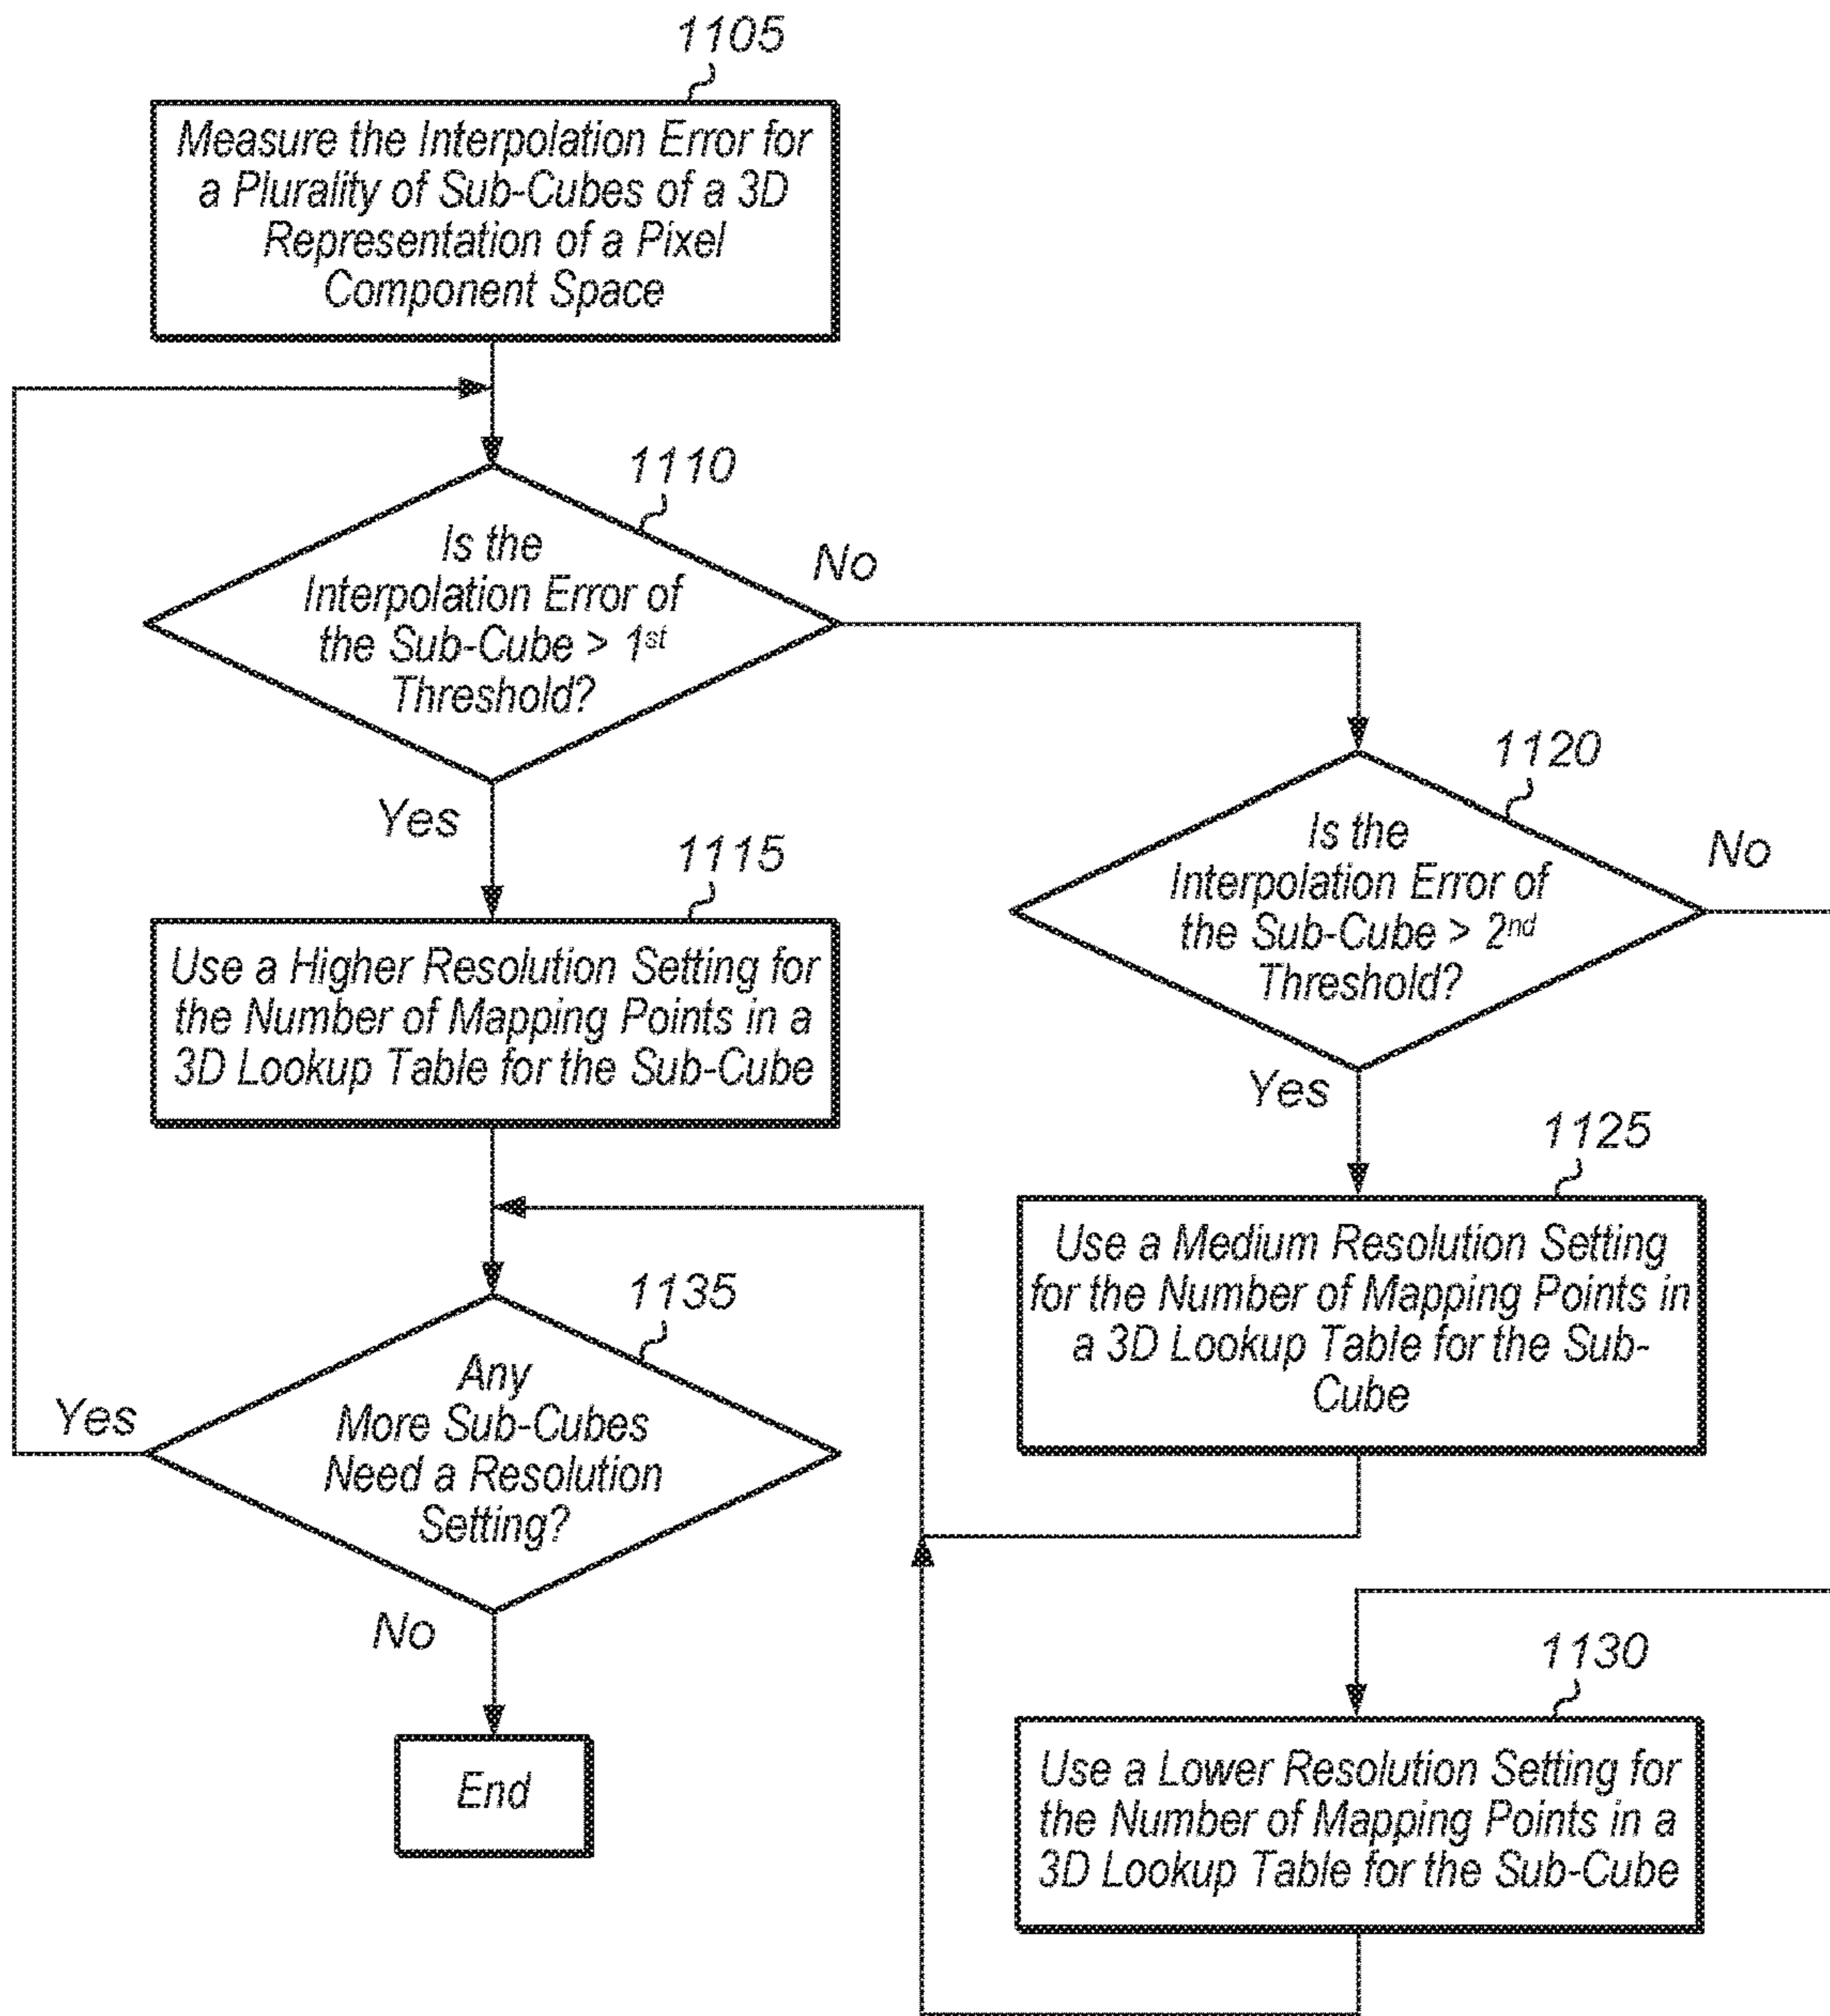 1105
Measure the Interpolation Error for
a Plurality of Sub-Cubes of a 3D
Representation of a Pixel
Component Space
1110
Is the
Interpolation Error of
the Sub-Cube > 1st
Threshold?
No
Yes
1115
Use a Higher Resolution Setting for
the Number of Mapping Points in a
3D Lookup Table for the Sub-Cube
1120
Is the
Interpolation Error of
the Sub-Cube > 2nd
Threshold?
No
Yes
1125
Use a Medium Resolution Setting
for the Number of Mapping Points in
a 3D Lookup Table for the Sub-
Cube
1135
Any
More Sub-Cubes
Need a Resolution
Setting?
Yes
No
End
1130
Use a Lower Resolution Setting for
the Number of Mapping Points in a
3D Lookup Table for the Sub-Cube